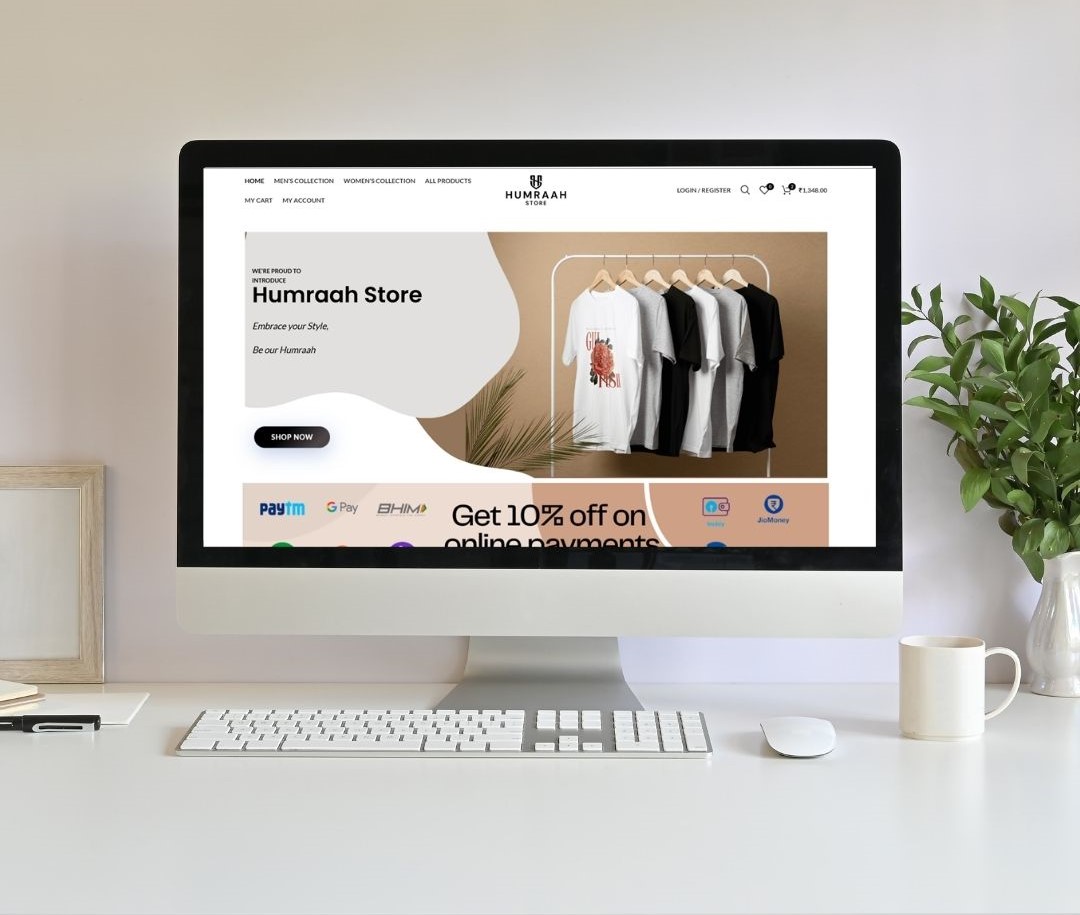 HOME MEN'S COLLECTION WOMEN'S COLLECTION ALL PRODUCTS
MY CART MY ACCOUNT
HUMRAAH
STORE
LOGIN / REGISTER
0
₹1,348.00
WE'RE PROUD TO
INTRODUCE
Humraah Store
Embrace your Style,
Be our Humraah
SHOP NOW
paytm
G Pay
BHIM
Get 10% off on
online payments
JioMoney